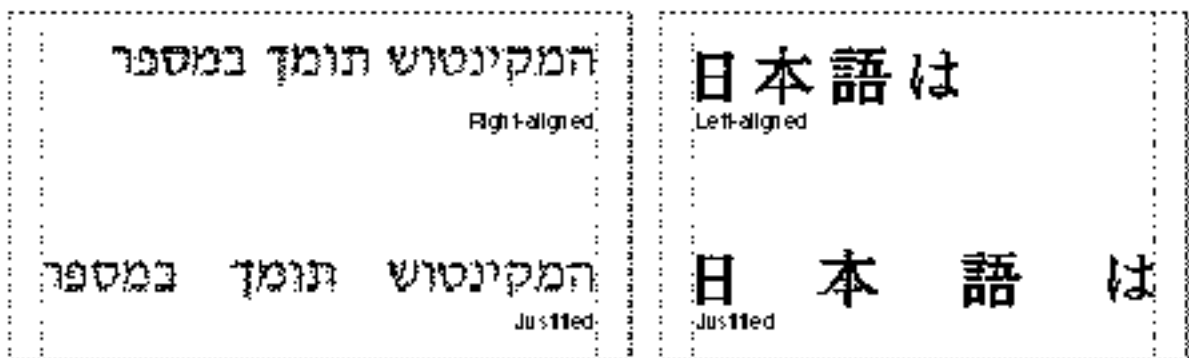 המקינטוש תומך במספר
Right-aligned
המקינטוש תומך במספר
Justified
日本語は
Left-aligned
日 本 語 は
Justified